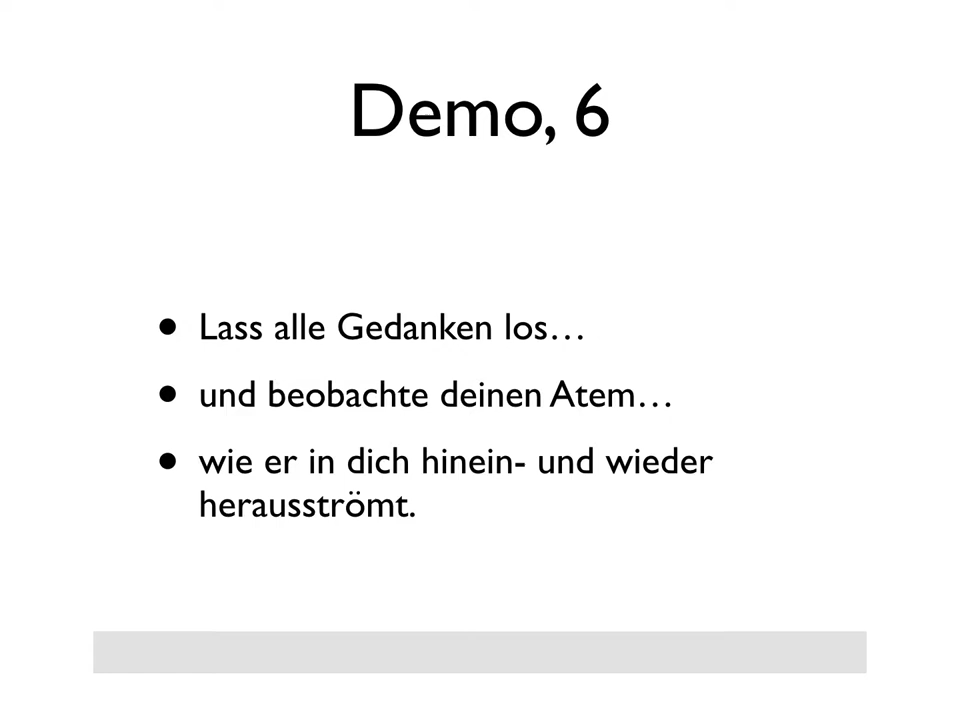 Demo, 6
• Lass alle Gedanken los…
• und beobachte deinen Atem…
• wie er in dich hinein- und wieder
herausströmt.